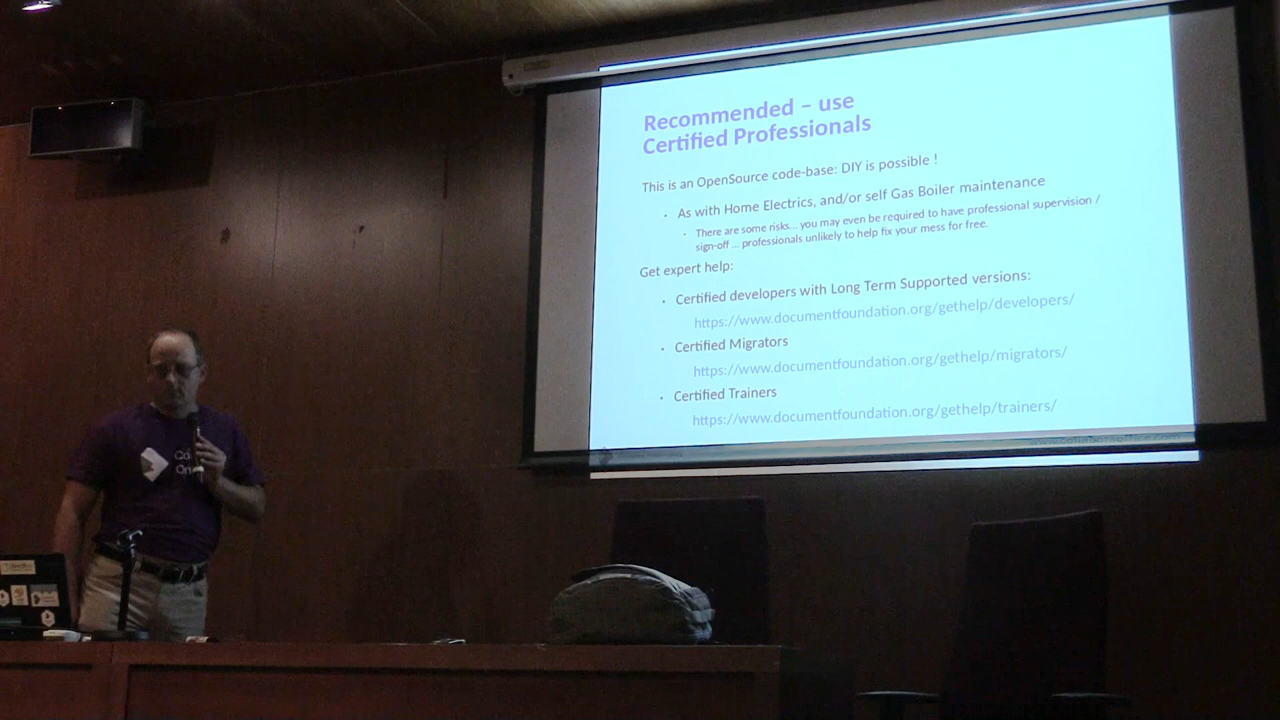 Recommended – use
Certified Professionals
This is an OpenSource code-base: DIY is possible !
• As with Home Electrics, and/or self Gas Boiler maintenance
• There are some risks... you may even be required to have professional supervision /
sign-off ... professionals unlikely to help fix your mess for free.
Get expert help:
• Certified developers with Long Term Supported versions:
https://www.documentfoundation.org/gethelp/developers/
• Certified Migrators
https://www.documentfoundation.org/gethelp/migrators/
• Certified Trainers
https://www.documentfoundation.org/gethelp/trainers/
www.collaboraoffice.com